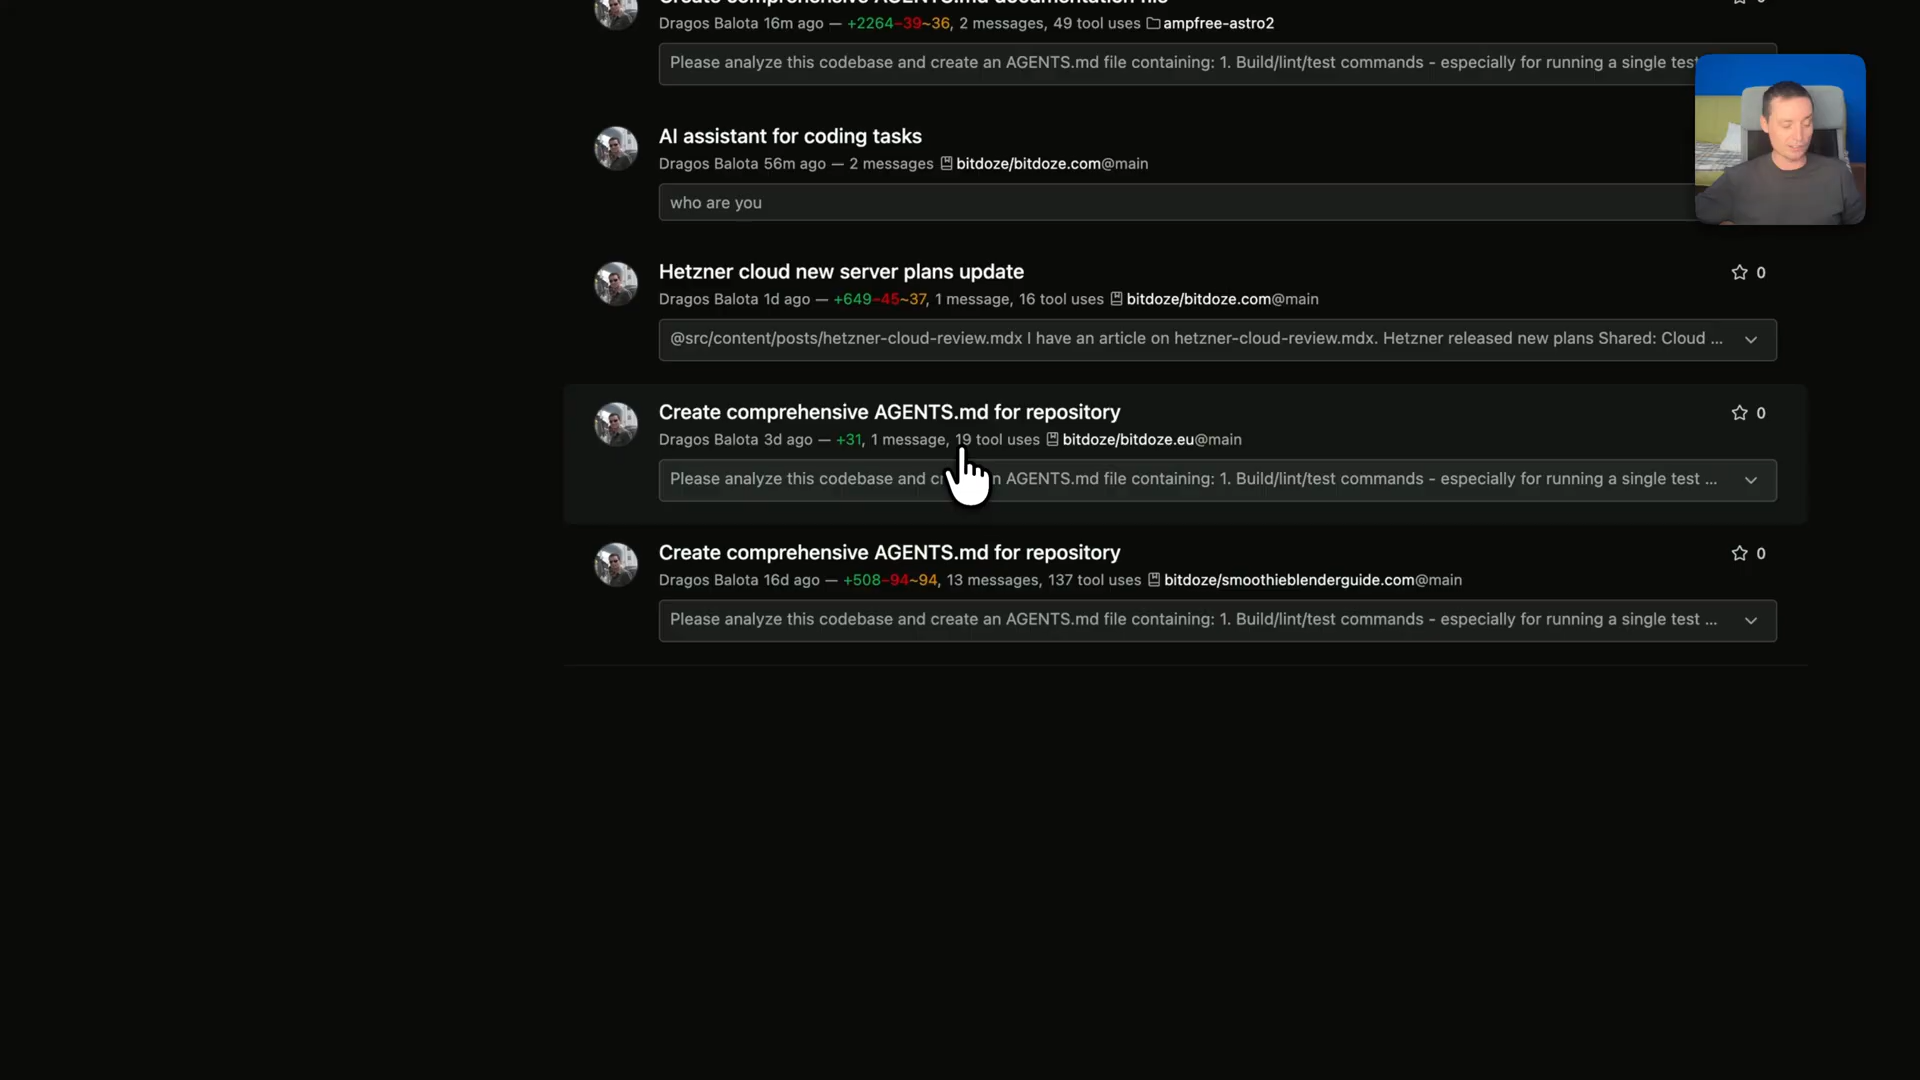 Create comprehensive AGENTS.md documentation file
Dragos Balota 16m ago — +2264-39~36, 2 messages, 49 tool uses ampfree-astro2
Please analyze this codebase and create an AGENTS.md file containing: 1. Build/lint/test commands - especially for running a single test
AI assistant for coding tasks
Dragos Balota 56m ago — 2 messages bitdoze/bitdoze.com@main
who are you
Hetzner cloud new server plans update
0
Dragos Balota 1d ago — +649-45~37, 1 message, 16 tool uses bitdoze/bitdoze.com@main
@src/content/posts/hetzner-cloud-review.mdx I have an article on hetzner-cloud-review.mdx. Hetzner released new plans Shared: Cloud ...
Create comprehensive AGENTS.md for repository
0
Dragos Balota 3d ago — +31, 1 message, 19 tool uses bitdoze/bitdoze.eu@main
Please analyze this codebase and cr n AGENTS.md file containing: 1. Build/lint/test commands - especially for running a single test ...
Create comprehensive AGENTS.md for repository
0
Dragos Balota 16d ago — +508-94~94, 13 messages, 137 tool uses bitdoze/smoothieblenderguide.com@main
Please analyze this codebase and create an AGENTS.md file containing: 1. Build/lint/test commands - especially for running a single test ...